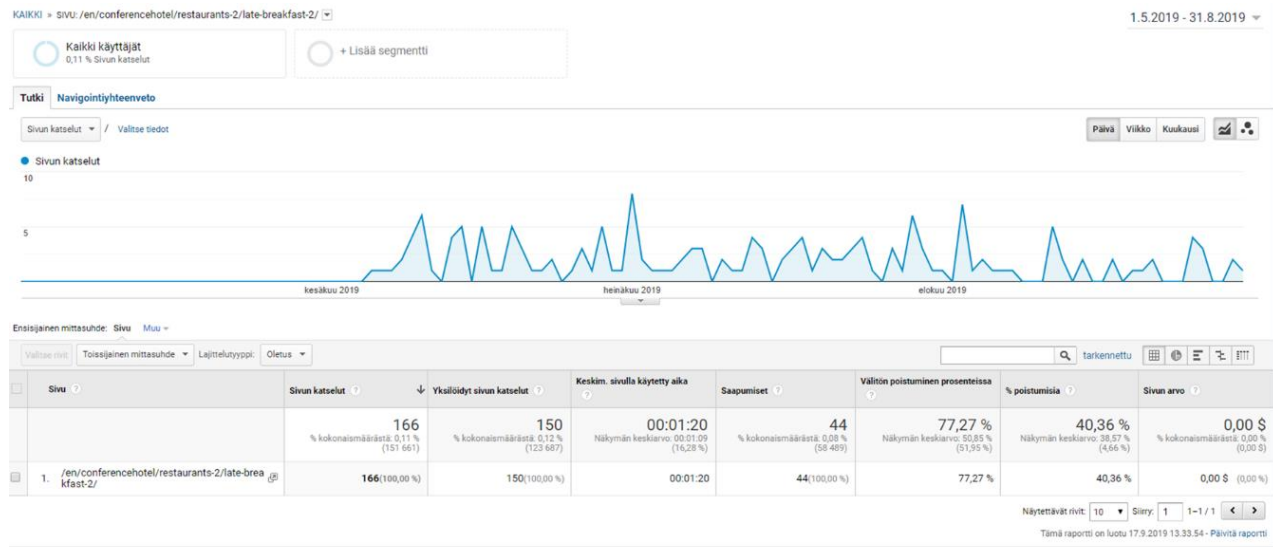 KAIKKI » SIVU: /en/conferencehotel/restaurants-2/late-breakfast-2/
1.5.2019 - 31.8.2019
Kaikki käyttäjät
0,11 % Sivun katselut
+ Lisää segmentti
Tutki Navigointiyhteenveto
Sivun katselut / Valitse tiedot
Päivä Viikko Kuukausi
Sivun katselut
10
5
kesäkuu 2019 heinäkuu 2019 elokuu 2019
Ensisijainen mittasuhde: Sivu Muu
Valitse rivit Toissijainen mittasuhde Lajittelutyyppi: Oletus tarkennettu
Sivu ? Sivun katselut ? Yksilöidyt sivun katselut ? Keskim. sivulla käytetty aika ? Saapumiset ? Välitön poistuminen prosenteissa ? % poistumisia ? Sivun arvo ?
166 150 00:01:20 44 77,27 % 40,36 % 0,00 $
% kokonaismäärästä: 0,11 % % kokonaismäärästä: 0,12 % Näkymän keskiarvo: 00:01:09 % kokonaismäärästä: 0,08 % Näkymän keskiarvo: 50,85 % Näkymän keskiarvo: 38,57 % % kokonaismäärästä: 0,00 %
(151 661) (123 687) (16,28 %) (58 489) (51,95 %) (4,66 %) (0,00 $)
1. /en/conferencehotel/restaurants-2/late-brea 166(100,00 %) 150(100,00 %) 00:01:20 44(100,00 %) 77,27 % 40,36 % 0,00 $ (0,00 %)
kfast-2/
Näytettävät rivit: 10 Siirry: 1 1–1 / 1
Tämä raportti on luotu 17.9.2019 13.33.54 - Päivitä raportti